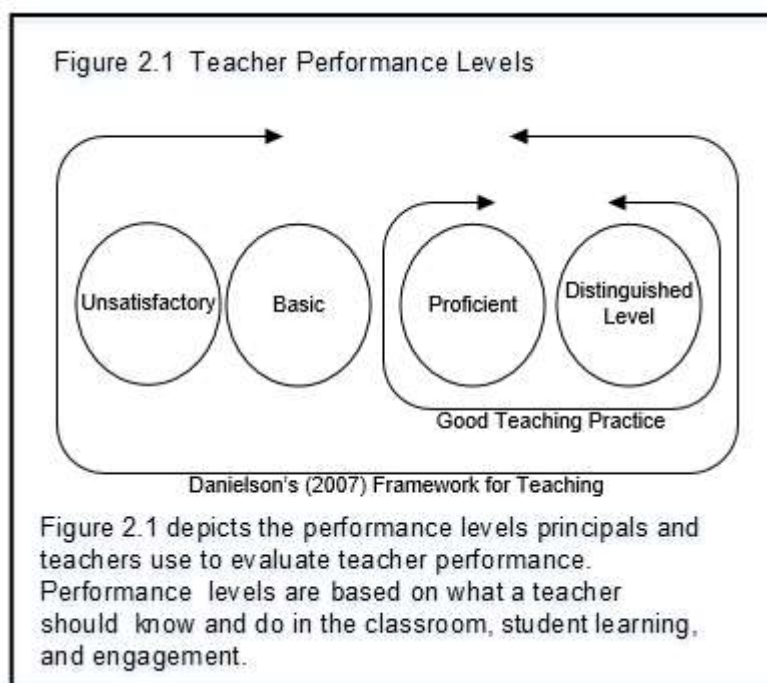 Figure 2.1 Teacher Performance Levels
Unsatisfactory
Basic
Proficient
Distinguished
Level
Good Teaching Practice
Danielson's (2007) Framework for Teaching
Figure 2.1 depicts the performance levels principals and
teachers use to evaluate teacher performance.
Performance levels are based on what a teacher
should know and do in the classroom, student learning,
and engagement.